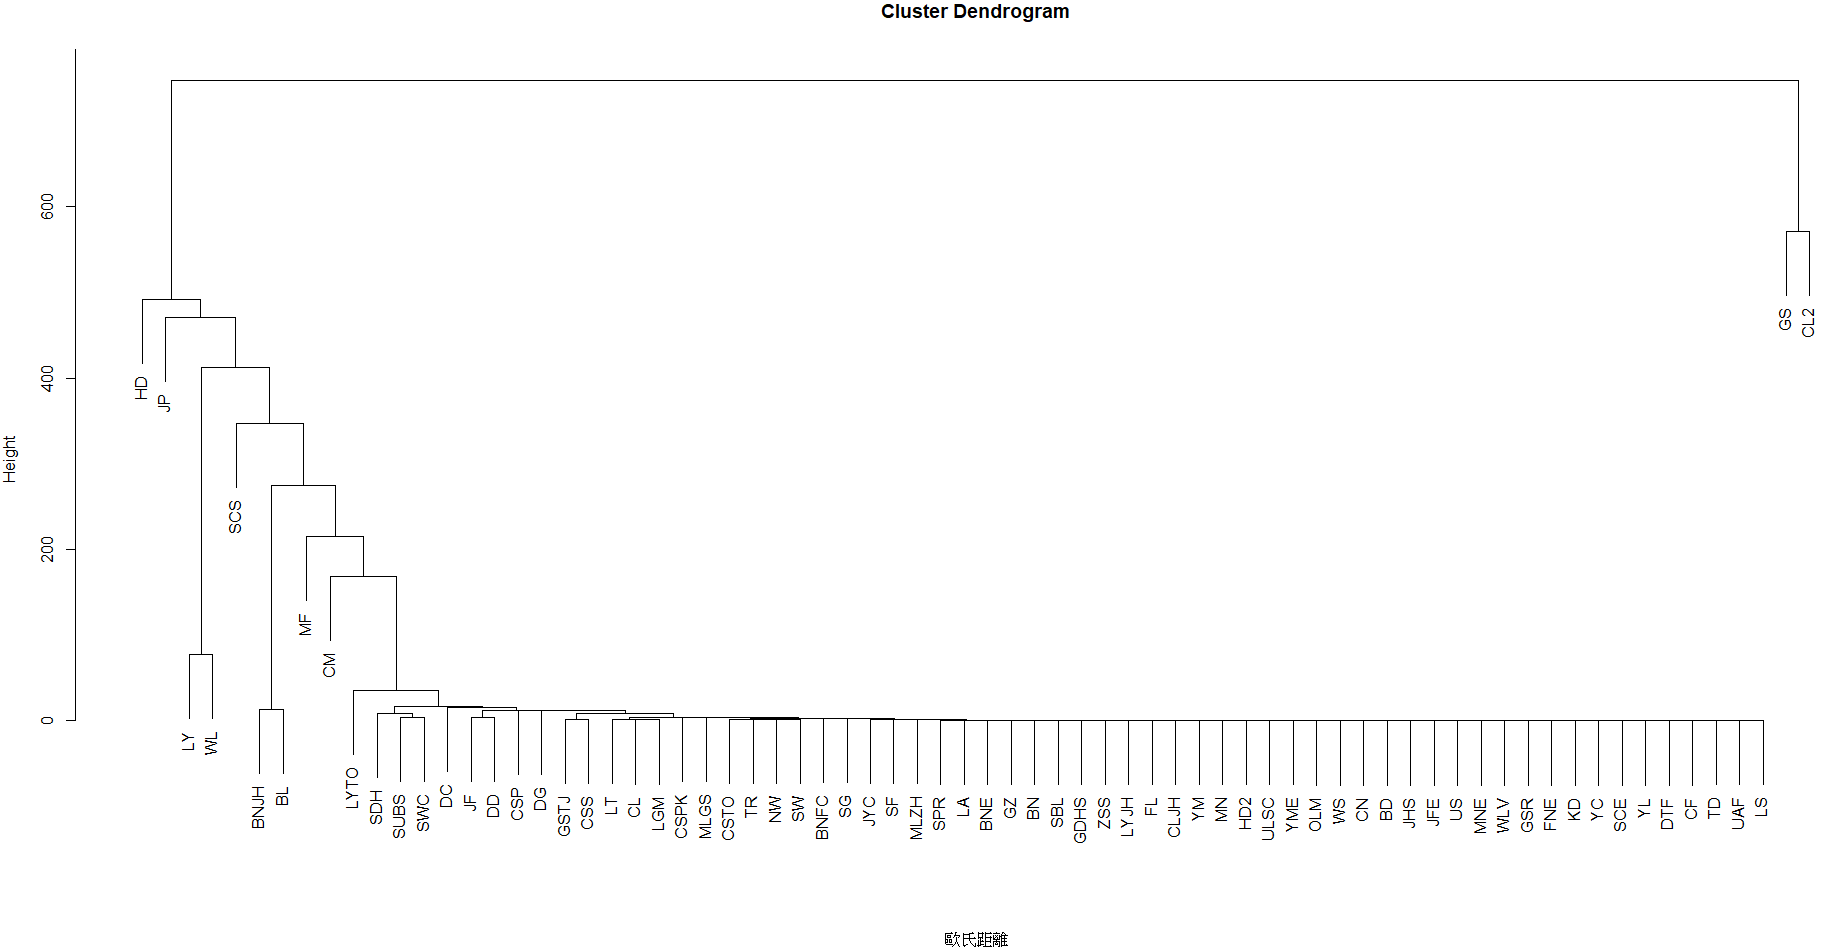 Cluster Dendrogram
Height
0
200
400
600
HD
JP
LY
WL
SCS
BNJH
BL
MF
CM
LYTO
SDH
SUBS
SWC
DC
JF
DD
CSP
DG
GSTJ
CSS
LT
CL
LGM
CSPK
MLGS
CSTO
TR
NW
SW
BNFC
SG
JYC
SF
MLZH
SPR
LA
BNE
GZ
BN
SBL
GDHS
ZSS
LYJH
FL
CLJH
YM
MN
HD2
ULSC
YME
OLM
WS
CN
BD
JHS
JFE
US
MNE
WLV
GSR
FNE
KD
YC
SCE
YL
DTF
CF
TD
UAF
LS
GS
CL2
歐氏距離